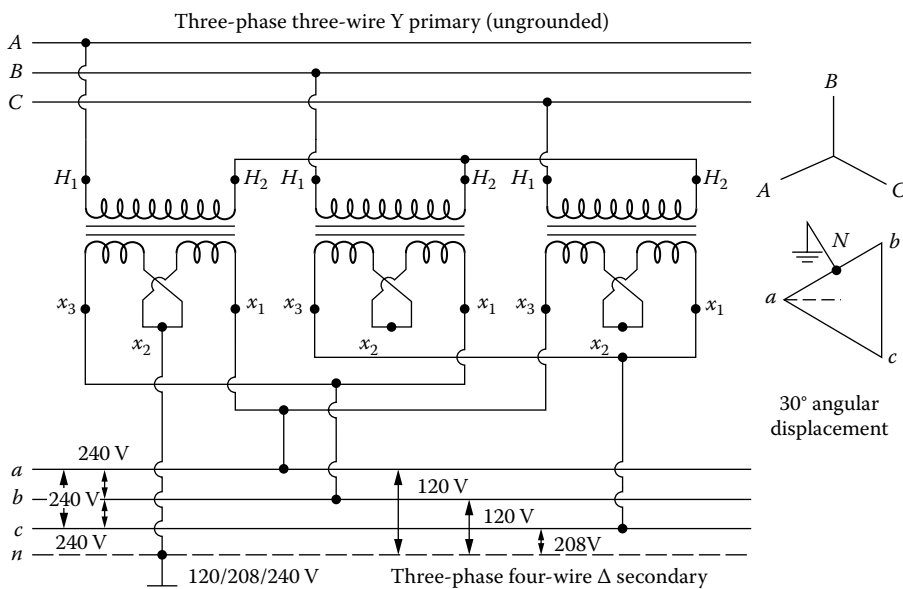 Three-phase three-wire Y primary (ungrounded)
A
B
C
B
A
C
H1
H2
H1
H2
H1
H2
N
b
a
c
x3
x1
x3
x1
x3
x1
x2
x2
x2
30° angular
displacement
240 V
a
120 V
b
240 V
120 V
c
240 V
208V
n
120/208/240 V
Three-phase four-wire Δ secondary